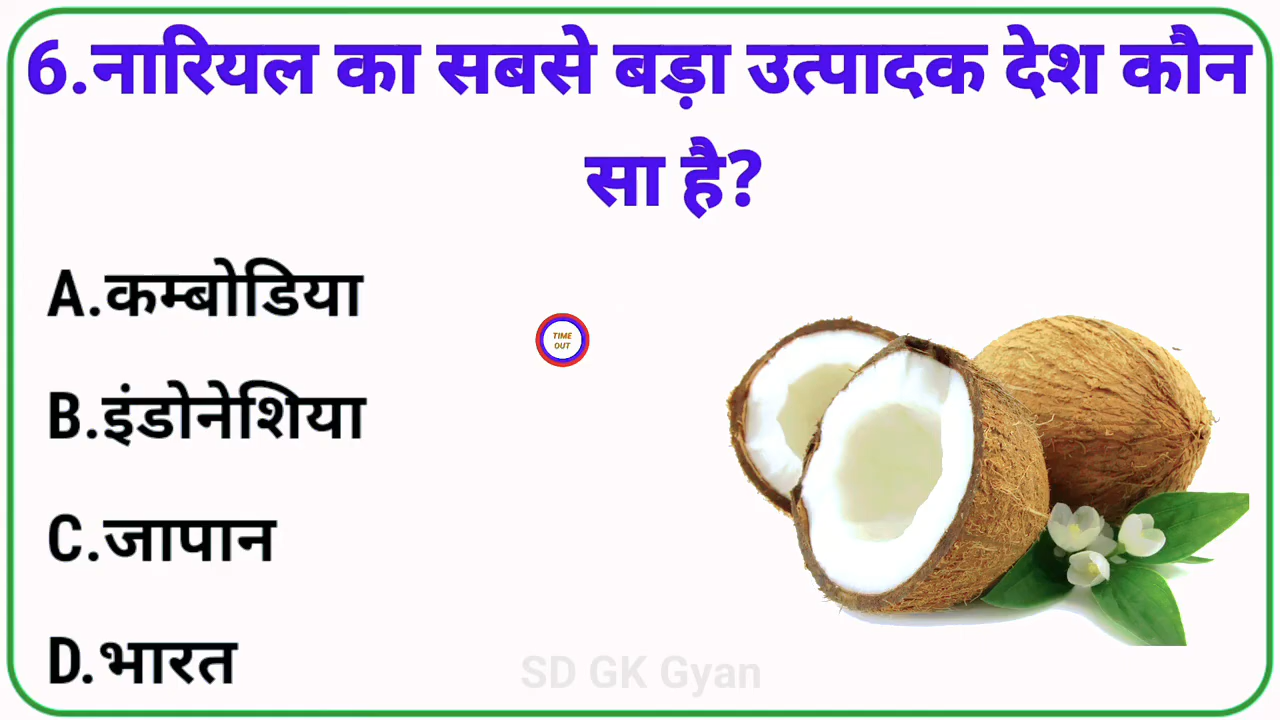 6.नारियल का सबसे बड़ा उत्पादक देश कौन
सा है?
A.कम्बोडिया
TIME
OUT
B.इंडोनेशिया
C.जापान
D.भारत
SD GK Gyan